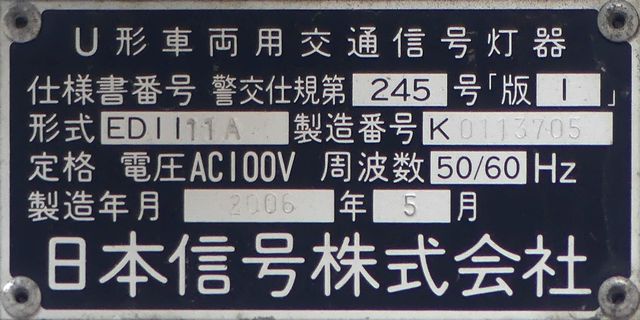 U形車両用交通信号灯器
仕様書番号 警交仕規第 245 号「版 1 」
形式 ED1111A 製造番号 K0113705
定格 電圧AC100V 周波数 50/60 Hz
製造年月 2006 年 5 月
日本信号株式会社